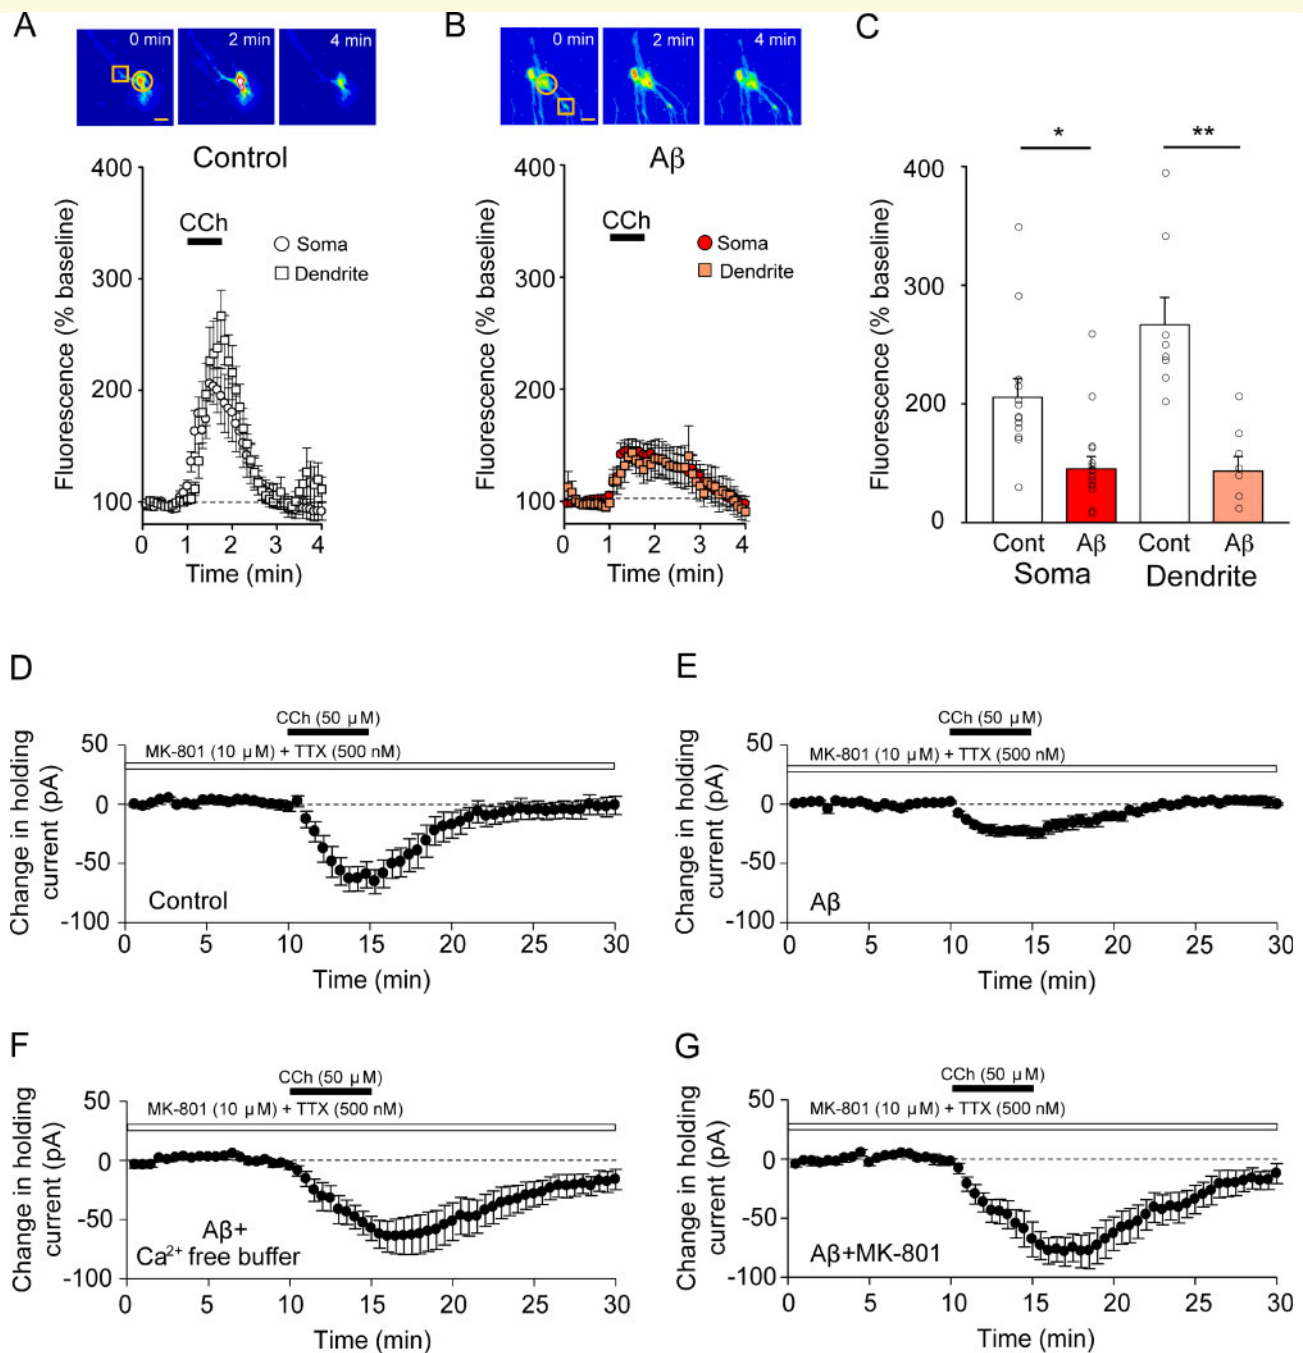 A
0 min
2 min
4 min
Control
Fluorescence (% baseline)
400
300
200
100
CCh
Soma
Dendrite
0
1
2
3
4
Time (min)
B
0 min
2 min
4 min
Aβ
Fluorescence (% baseline)
400
300
200
100
CCh
Soma
Dendrite
0
1
2
3
4
Time (min)
C
*
**
Fluorescence (% baseline)
400
300
200
0
Cont
Aβ
Cont
Aβ
Soma
Dendrite
D
CCh (50 µM)
MK-801 (10 µM) + TTX (500 nM)
Change in holding
current (pA)
50
0
-50
-100
Control
0
5
10
15
20
25
30
Time (min)
E
CCh (50 µM)
MK-801 (10 µM) + TTX (500 nM)
Change in holding
current (pA)
50
0
-50
-100
Aβ
0
5
10
15
20
25
30
Time (min)
F
CCh (50 µM)
MK-801 (10 µM) + TTX (500 nM)
Change in holding
current (pA)
50
0
-50
-100
Aβ+
Ca²⁺ free buffer
0
5
10
15
20
25
30
Time (min)
G
CCh (50 µM)
MK-801 (10 µM) + TTX (500 nM)
Change in holding
current (pA)
50
0
-50
-100
Aβ+MK-801
0
5
10
15
20
25
30
Time (min)